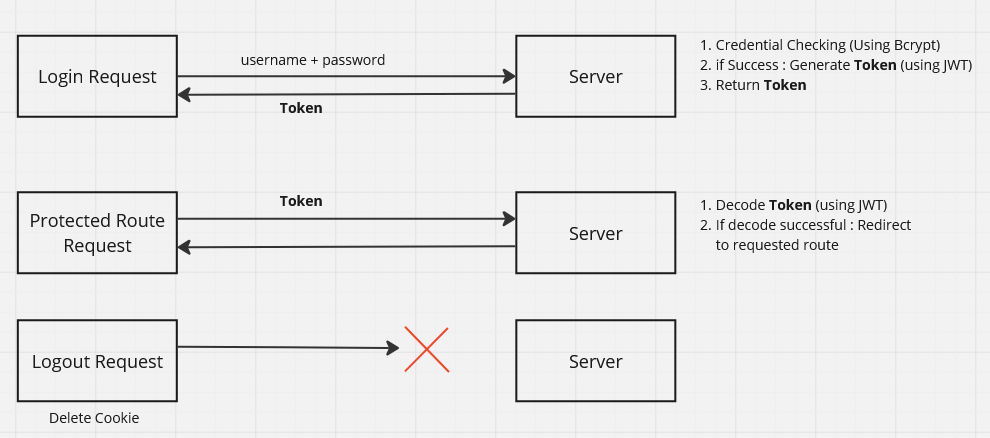 Login Request
username + password
Token
Server
1. Credential Checking (Using Bcrypt)
2. if Success : Generate Token (using JWT)
3. Return Token
Protected Route
Request
Token
Server
1. Decode Token (using JWT)
2. If decode successful : Redirect
to requested route
Logout Request
Server
Delete Cookie